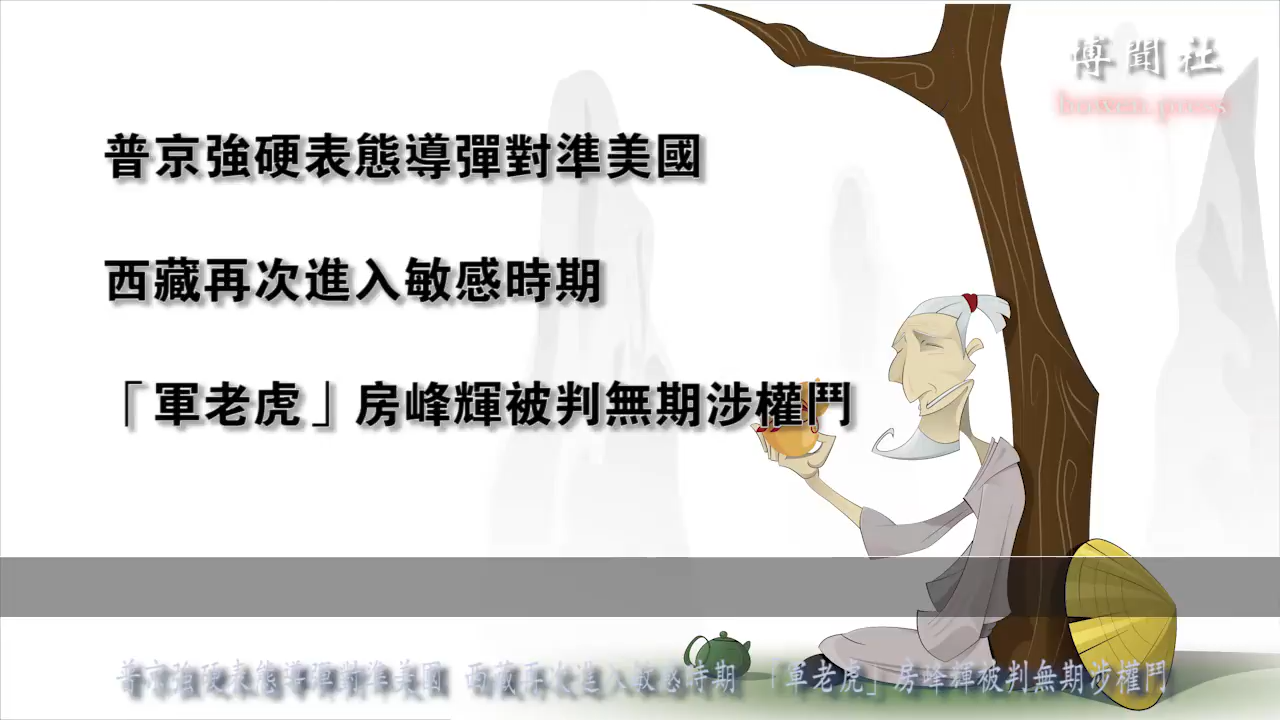 博聞社
bowen.press
普京強硬表態導彈對準美國
西藏再次進入敏感時期
「軍老虎」房峰輝被判無期涉權鬥
普京強硬表態導彈對準美國 西藏再次進入敏感時期 「軍老虎」房峰輝被判無期涉權鬥